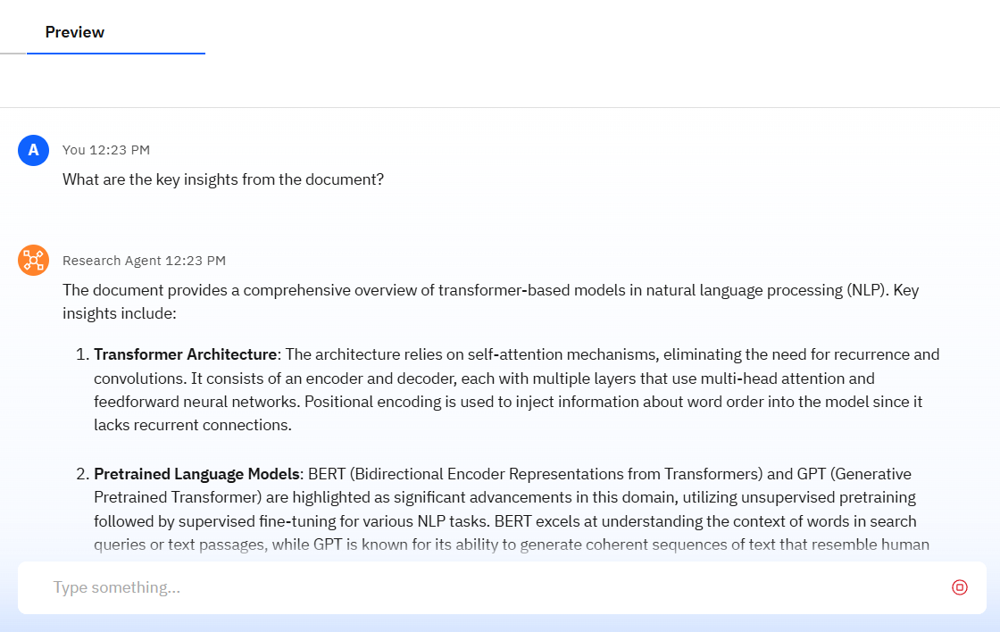 Preview
A
You 12:23 PM
What are the key insights from the document?
Research Agent 12:23 PM
The document provides a comprehensive overview of transformer-based models in natural language processing (NLP). Key
insights include:
1. Transformer Architecture: The architecture relies on self-attention mechanisms, eliminating the need for recurrence and
convolutions. It consists of an encoder and decoder, each with multiple layers that use multi-head attention and
feedforward neural networks. Positional encoding is used to inject information about word order into the model since it
lacks recurrent connections.
2. Pretrained Language Models: BERT (Bidirectional Encoder Representations from Transformers) and GPT (Generative
Pretrained Transformer) are highlighted as significant advancements in this domain, utilizing unsupervised pretraining
followed by supervised fine-tuning for various NLP tasks. BERT excels at understanding the context of words in search
queries or text passages, while GPT is known for its ability to generate coherent sequences of text that resemble human
Type something...